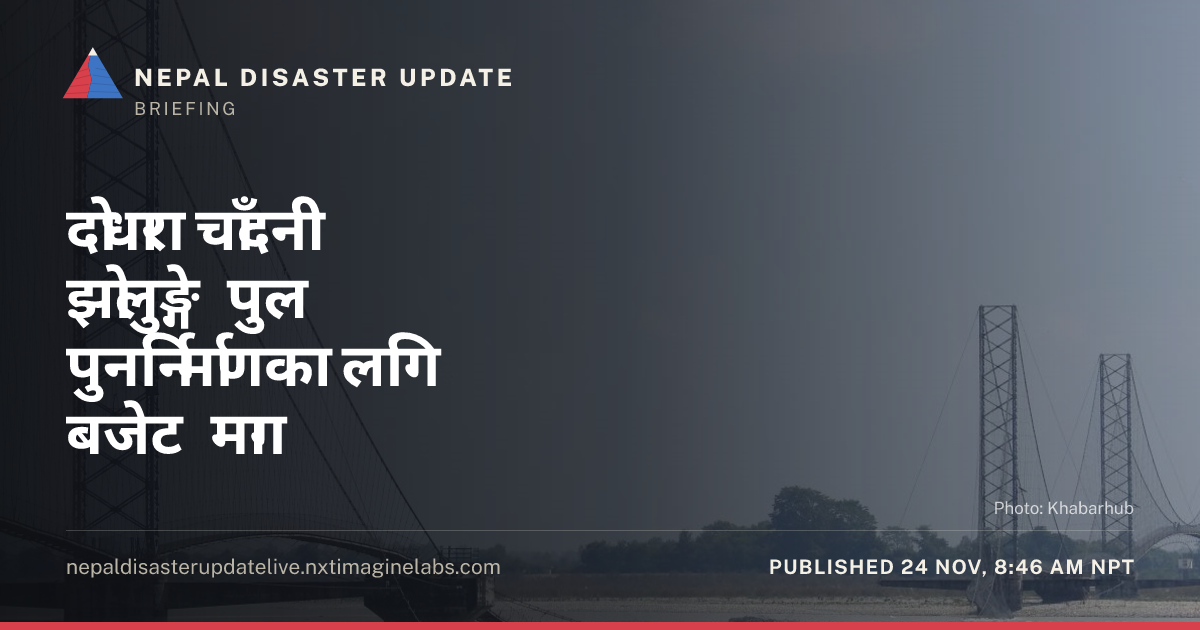 NEPAL DISASTER UPDATE
BRIEFING
दोधारा चाँदनी
झोलुङ्गे पुल
पुनर्निर्माणका लागि
बजेट माग
Photo: Khabarhub
nepaldisasterupdatelive.nxtimaginelabs.com
PUBLISHED 24 NOV, 8:46 AM NPT